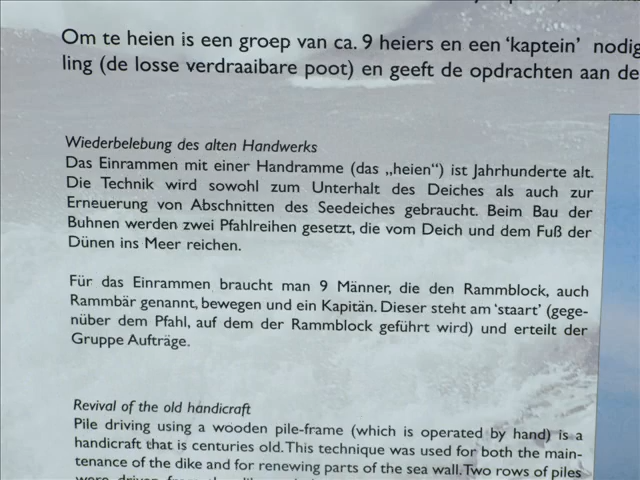 Om te heien is een groep van ca. 9 heiers en een ‘kaptein’ nodig
ling (de losse verdraaibare poot) en geeft de opdrachten aan de
Wiederbelebung des alten Handwerks
Das Einrammen mit einer Handramme (das „heien“) ist Jahrhunderte alt.
Die Technik wird sowohl zum Unterhalt des Deiches als auch zur
Erneuerung von Abschnitten des Seedeiches gebraucht. Beim Bau der
Buhnen werden zwei Pfahlreihen gesetzt, die vom Deich und dem Fuß der
Dünen ins Meer reichen.
Für das Einrammen braucht man 9 Männer, die den Rammblock, auch
Rammbär genannt, bewegen und ein Kapitän. Dieser steht am ‘staart’ (gege-
nüber dem Pfahl, auf dem der Rammblock geführt wird) und erteilt der
Gruppe Aufträge.
Revival of the old handicraft
Pile driving using a wooden pile-frame (which is operated by hand) is a
handicraft that is centuries old. This technique was used for both the main-
tenance of the dike and for renewing parts of the sea wall. Two rows of piles